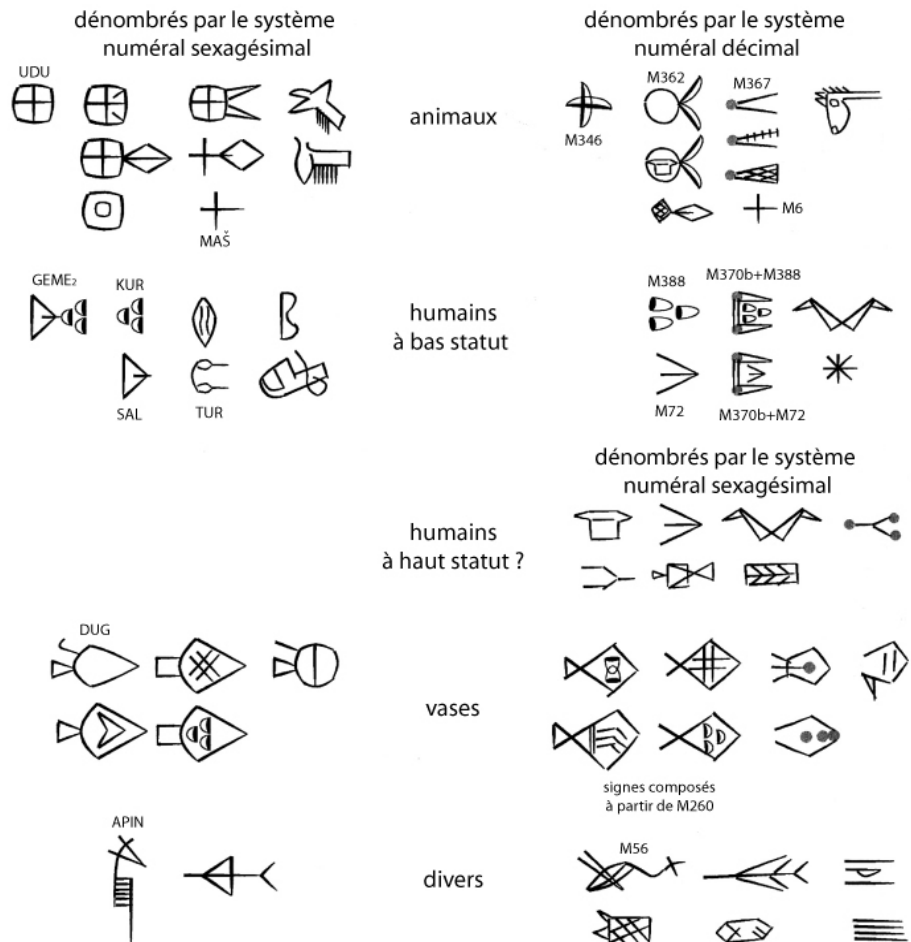 dénombrés par le système
numéral sexagésimal
dénombrés par le système
numéral décimal
UDU
animaux
M346
M362
M367
MAŠ
M6
GEME₂
KUR
humains
à bas statut
M388
M370b+M388
SAL
TUR
M72
M370b+M72
dénombrés par le système
numéral sexagésimal
humains
à haut statut ?
DUG
vases
signes composés
à partir de M260
APIN
divers
M56